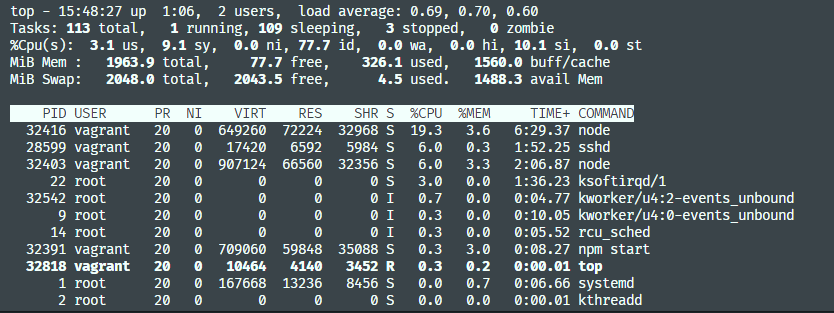 top - 15:48:27 up  1:06,  2 users,  load average: 0.69, 0.70, 0.60
Tasks: 113 total,   1 running, 109 sleeping,   3 stopped,   0 zombie
%Cpu(s):  3.1 us,  9.1 sy,  0.0 ni, 77.7 id,  0.0 wa,  0.0 hi, 10.1 si,  0.0 st
MiB Mem :   1963.9 total,     77.7 free,    326.1 used,   1560.0 buff/cache
MiB Swap:   2048.0 total,   2043.5 free,      4.5 used.   1488.3 avail Mem
PID USER      PR  NI    VIRT    RES    SHR S  %CPU  %MEM     TIME+ COMMAND
32416 vagrant   20   0  649260  72224  32968 S  19.3   3.6   6:29.37 node
28599 vagrant   20   0   17420   6592   5984 S   6.0   0.3   1:52.25 sshd
32403 vagrant   20   0  907124  66560  32356 S   6.0   3.3   2:06.87 node
22 root      20   0       0      0      0 S   3.0   0.0   1:36.23 ksoftirqd/1
32542 root      20   0       0      0      0 I   0.7   0.0   0:04.77 kworker/u4:2-events_unbound
9 root      20   0       0      0      0 I   0.3   0.0   0:10.05 kworker/u4:0-events_unbound
14 root      20   0       0      0      0 I   0.3   0.0   0:05.52 rcu_sched
32391 vagrant   20   0  709060  59848  35088 S   0.3   3.0   0:08.27 npm start
32818 vagrant   20   0   10464   4140   3452 R   0.3   0.2   0:00.01 top
1 root      20   0  167668  13236   8456 S   0.0   0.7   0:06.66 systemd
2 root      20   0       0      0      0 S   0.0   0.0   0:00.01 kthreadd